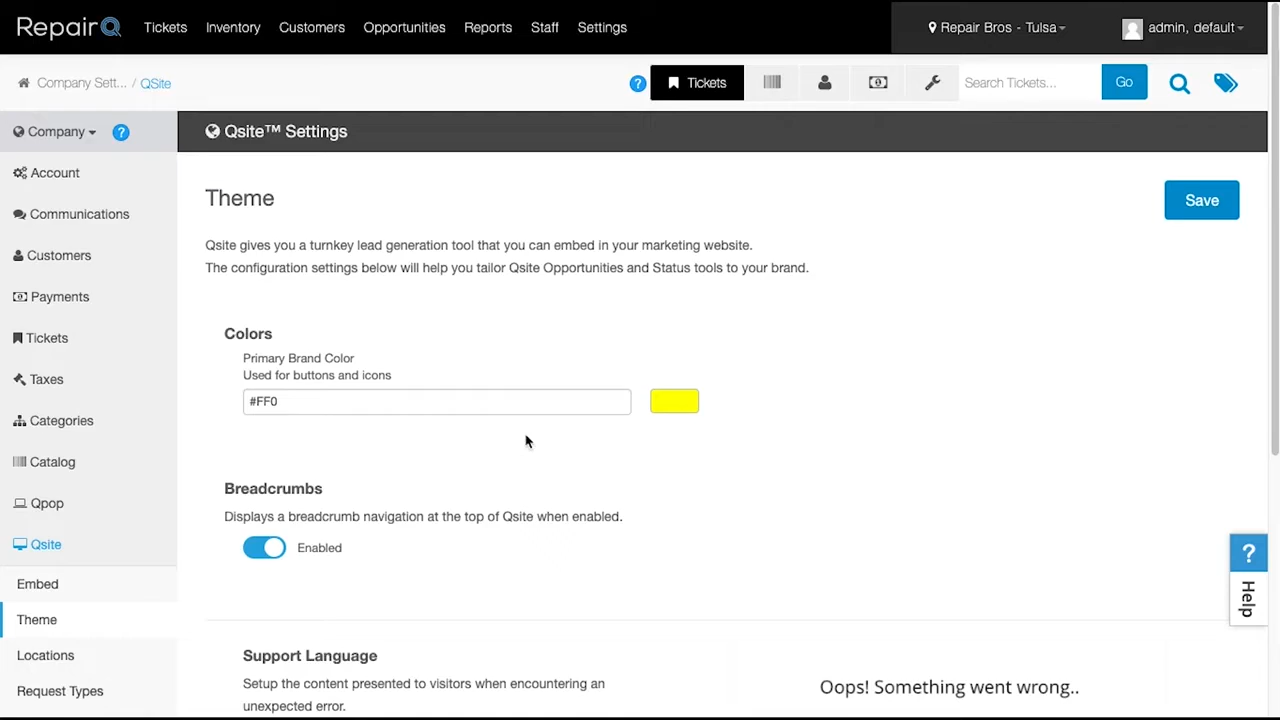 RepairQ Tickets Inventory Customers Opportunities Reports Staff Settings Repair Bros - Tulsa admin, default
Company Sett... / QSite ? Tickets Search Tickets... Go
Company ?
Qsite™ Settings
Account
Communications
Customers
Payments
Tickets
Taxes
Categories
Catalog
Qpop
Qsite
Embed
Theme
Locations
Request Types
Theme
Save
Qsite gives you a turnkey lead generation tool that you can embed in your marketing website.
The configuration settings below will help you tailor Qsite Opportunities and Status tools to your brand.
Colors
Primary Brand Color
Used for buttons and icons
#FF0
Breadcrumbs
Displays a breadcrumb navigation at the top of Qsite when enabled.
Enabled
Support Language
Setup the content presented to visitors when encountering an
unexpected error.
Oops! Something went wrong..
?
Help